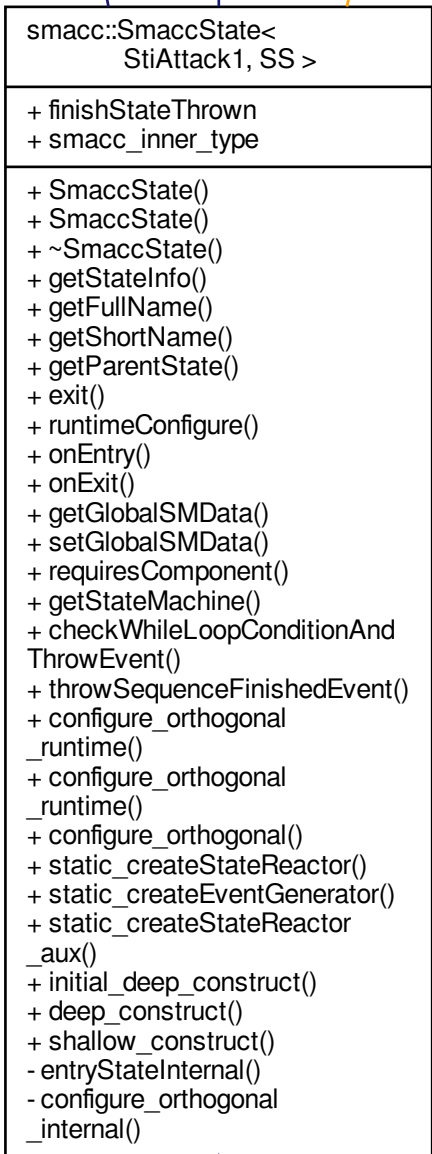 smacc::SmaccState<
StiAttack1, SS >
+ finishStateThrown
+ smacc_inner_type
+ SmaccState()
+ SmaccState()
+ ~SmaccState()
+ getStateInfo()
+ getFullName()
+ getShortName()
+ getParentState()
+ exit()
+ runtimeConfigure()
+ onEntry()
+ onExit()
+ getGlobalSMData()
+ setGlobalSMData()
+ requiresComponent()
+ getStateMachine()
+ checkWhileLoopConditionAnd
ThrowEvent()
+ throwSequenceFinishedEvent()
+ configure_orthogonal
_runtime()
+ configure_orthogonal
_runtime()
+ configure_orthogonal()
+ static_createStateReactor()
+ static_createEventGenerator()
+ static_createStateReactor
_aux()
+ initial_deep_construct()
+ deep_construct()
+ shallow_construct()
- entryStateInternal()
- configure_orthogonal
_internal()